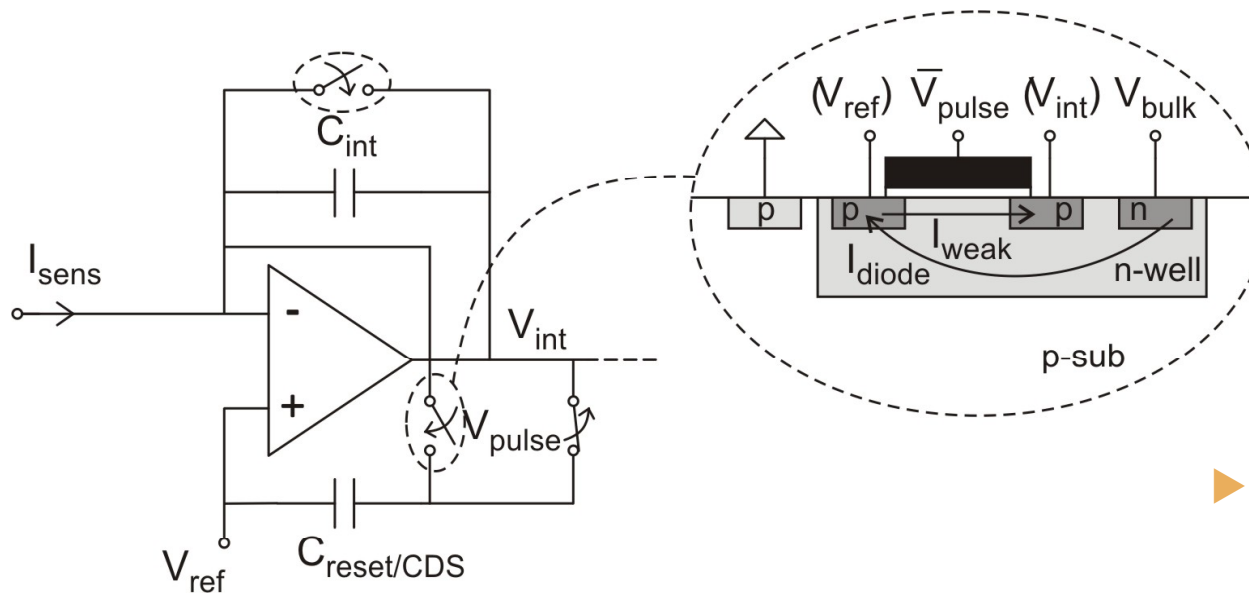 C_int
I_sens
-
+
V_int
V_pulse
C_reset/CDS
V_ref
(V_ref) V̅_pulse (V_int) V_bulk
p p p n
I_weak
I_diode n-well
p-sub